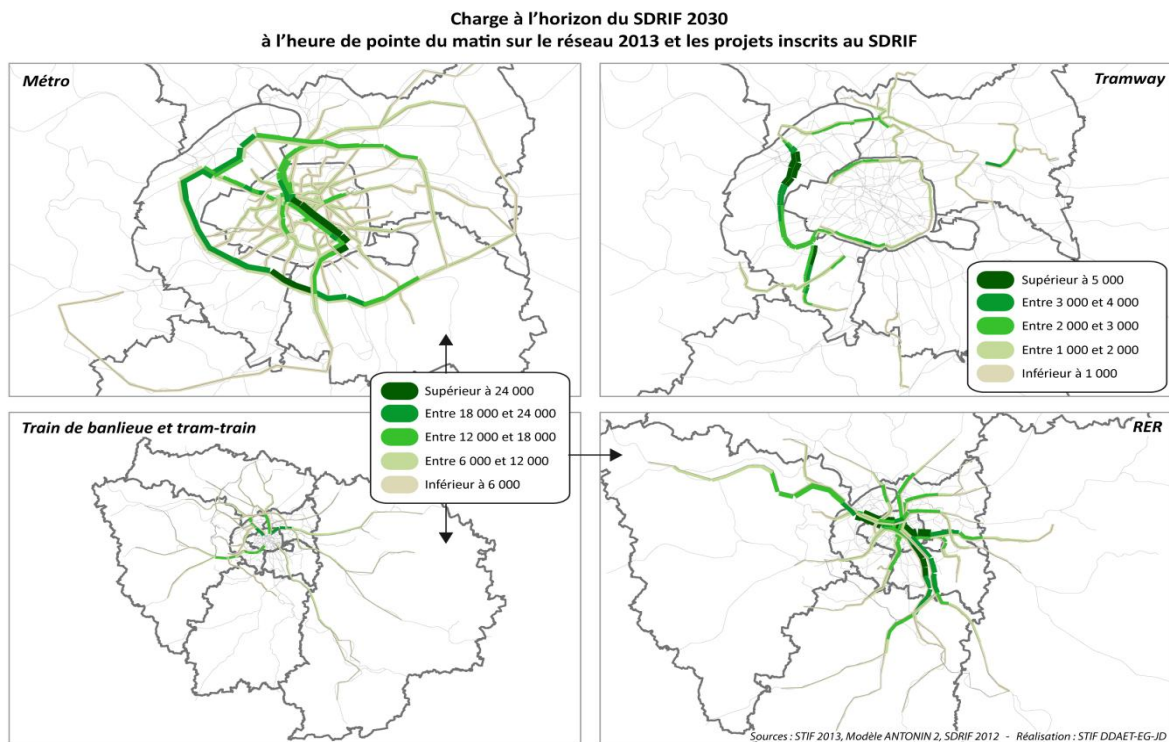 Charge à l’horizon du SDRIF 2030
à l’heure de pointe du matin sur le réseau 2013 et les projets inscrits au SDRIF
Métro
Tramway
Supérieur à 5 000
Entre 3 000 et 4 000
Entre 2 000 et 3 000
Entre 1 000 et 2 000
Inférieur à 1 000
Supérieur à 24 000
Entre 18 000 et 24 000
Entre 12 000 et 18 000
Entre 6 000 et 12 000
Inférieur à 6 000
Train de banlieue et tram-train
RER
Sources : STIF 2013, Modèle ANTONIN 2, SDRIF 2012 - Réalisation : STIF DDAET-EG-JD